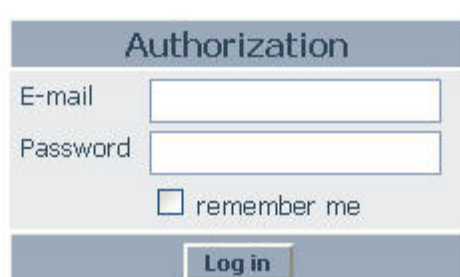 Authorization
E-mail
Password
remember me
Log in